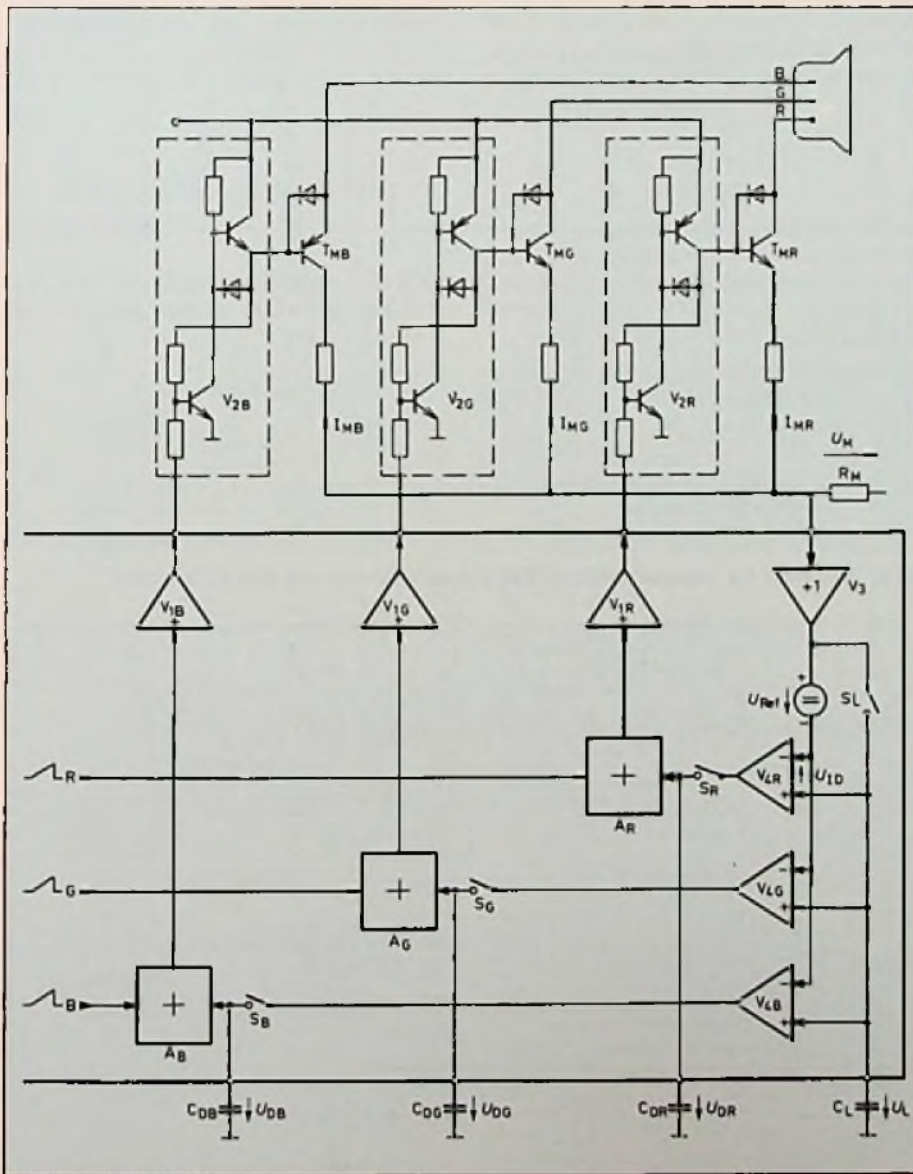 B
G
R
T_MB
T_MG
T_MR
V_2B
I_MB
V_2G
I_MG
V_2R
I_MR
U_M
R_M
V_1B
+
V_1G
+
V_1R
+
+1
V_3
+
U_Ref
−
SL
R
+
A_R
S_R
V_4R
−
+
U_ID
G
+
A_G
S_G
V_4G
−
+
B
+
A_B
S_B
V_4B
−
+
C_DB
U_DB
C_DG
U_DG
C_DR
U_DR
C_L
U_L